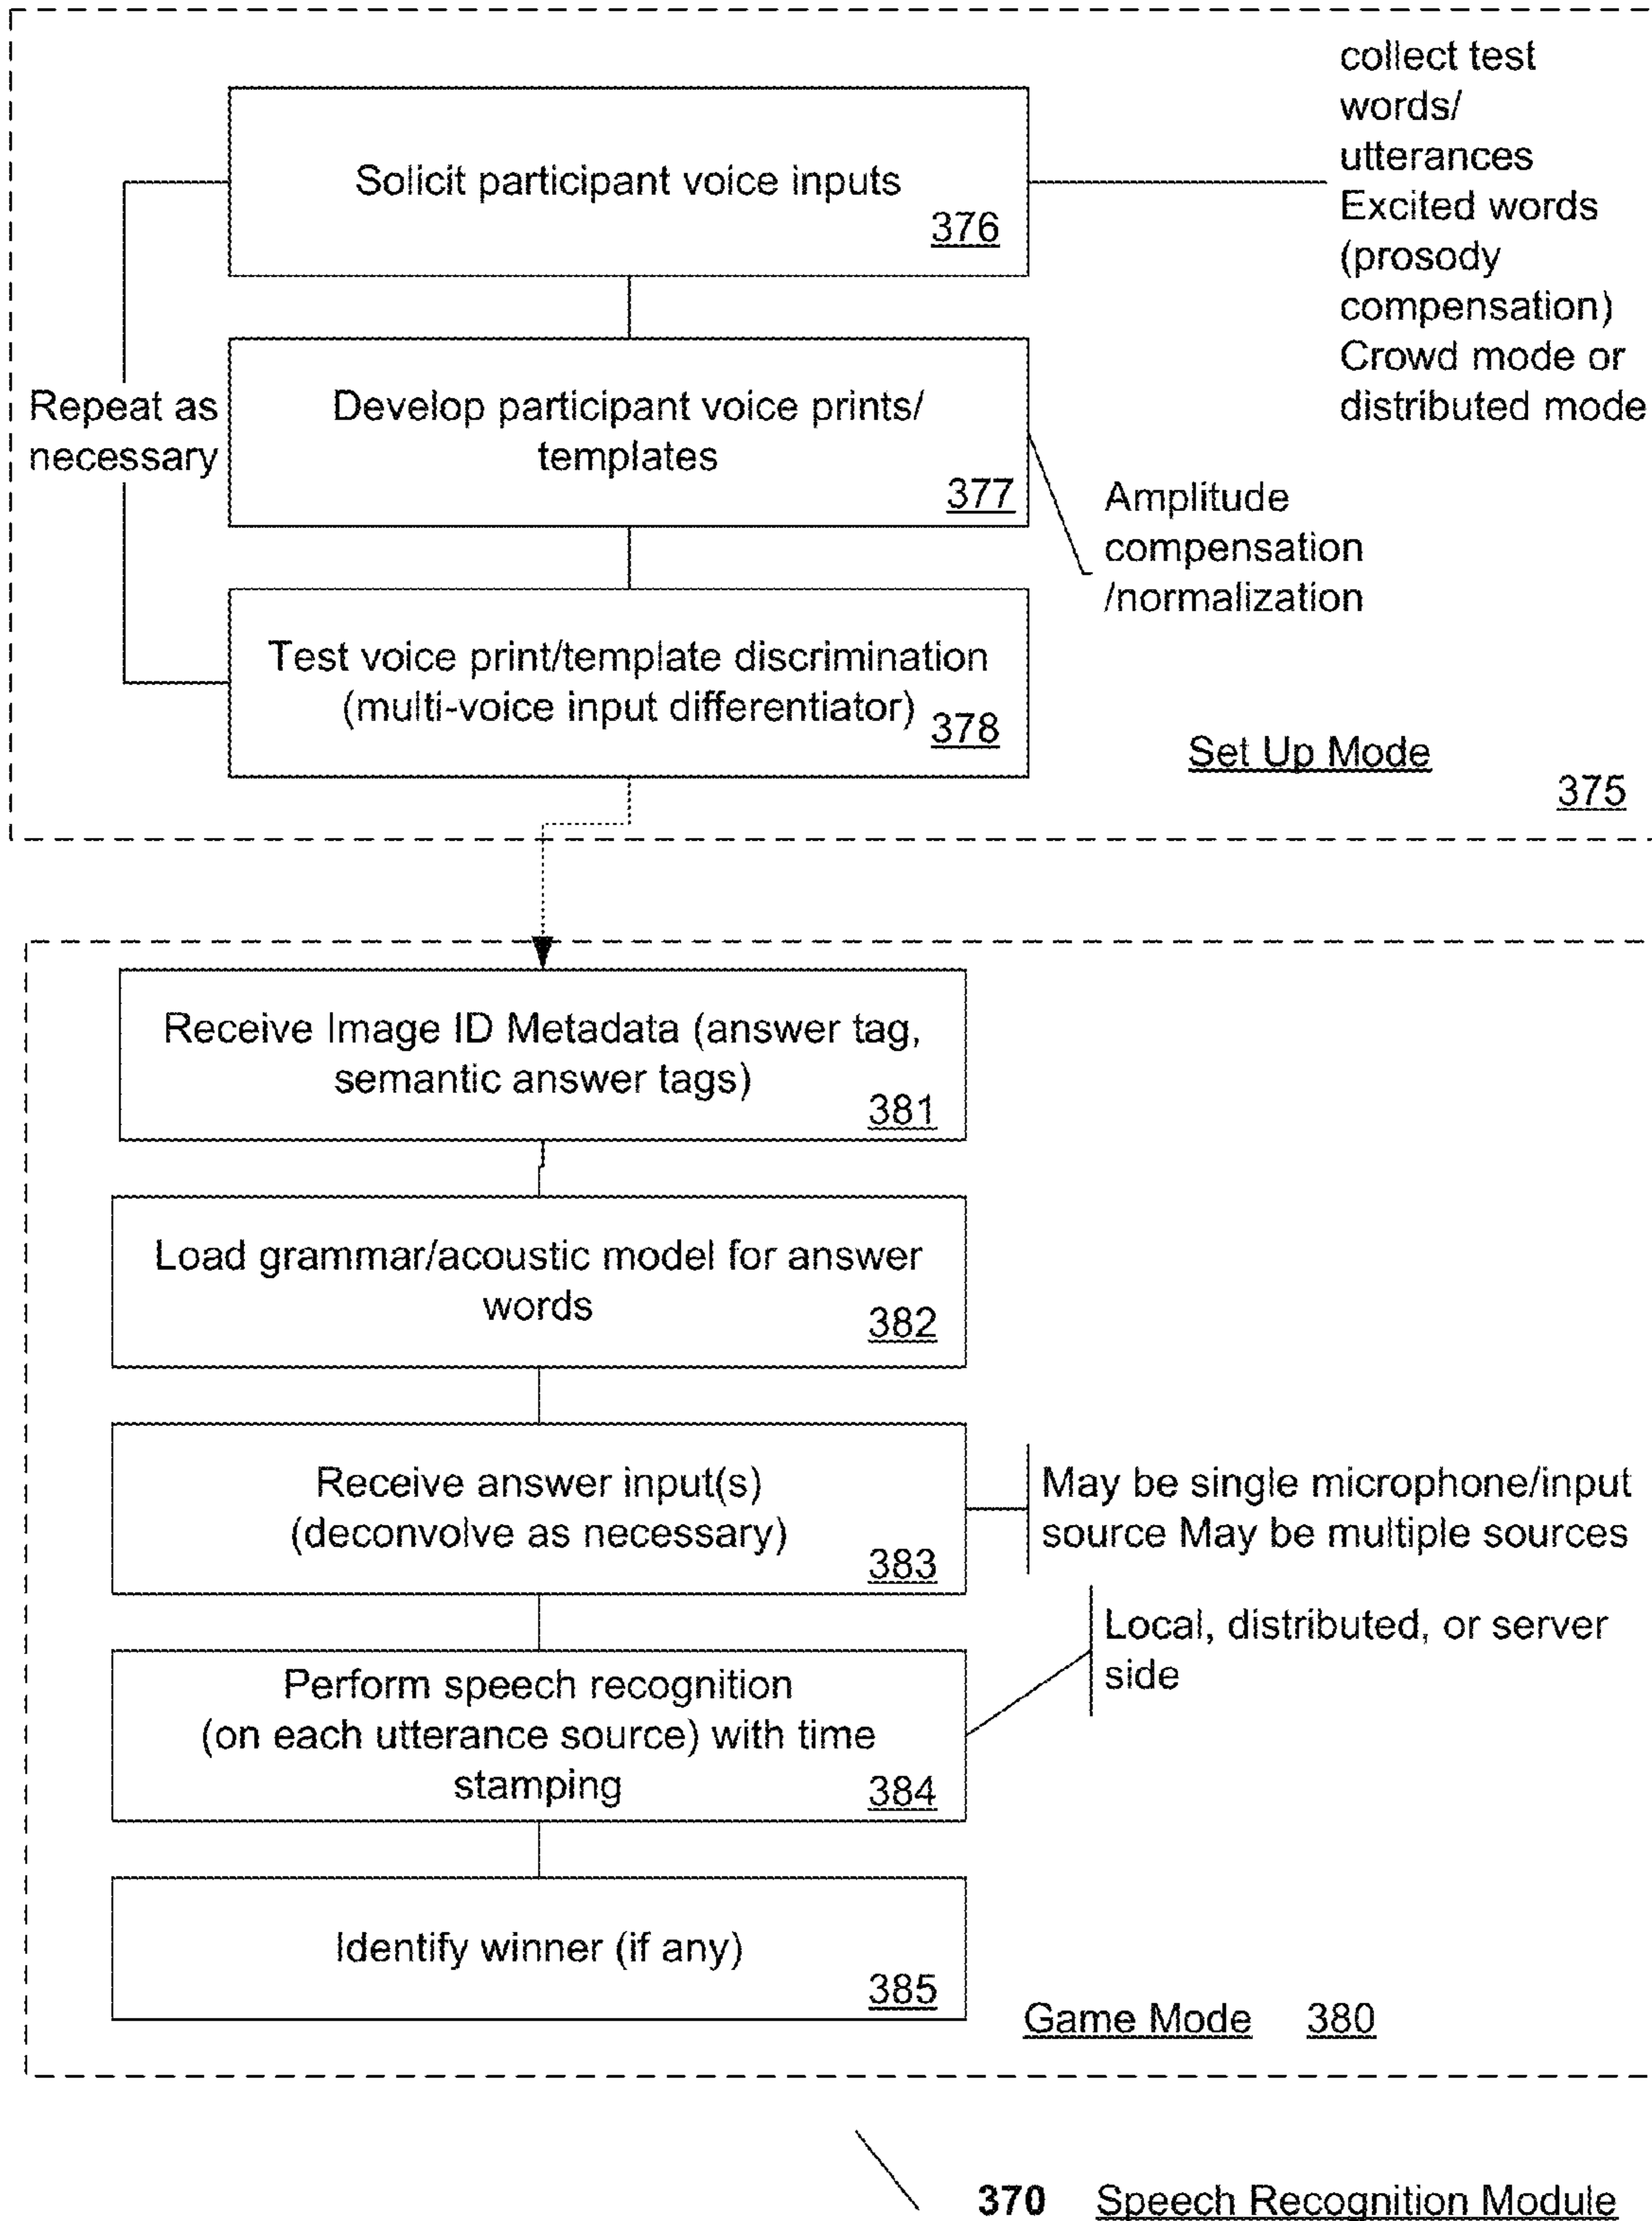 collect test
words/
utterances
Excited words
(prosody
compensation)
Crowd mode or
distributed mode
Solicit participant voice inputs
376
Repeat as
necessary
Develop participant voice prints/
templates
377
Amplitude
compensation
/normalization
Test voice print/template discrimination
(multi-voice input differentiator)
378
Set Up Mode
375
Receive Image ID Metadata (answer tag,
semantic answer tags)
381
Load grammar/acoustic model for answer
words
382
Receive answer input(s)
(deconvolve as necessary)
383
May be single microphone/input
source May be multiple sources
Local, distributed, or server
side
Perform speech recognition
(on each utterance source) with time
stamping
384
Identify winner (if any)
385
Game Mode 380
370 Speech Recognition Module